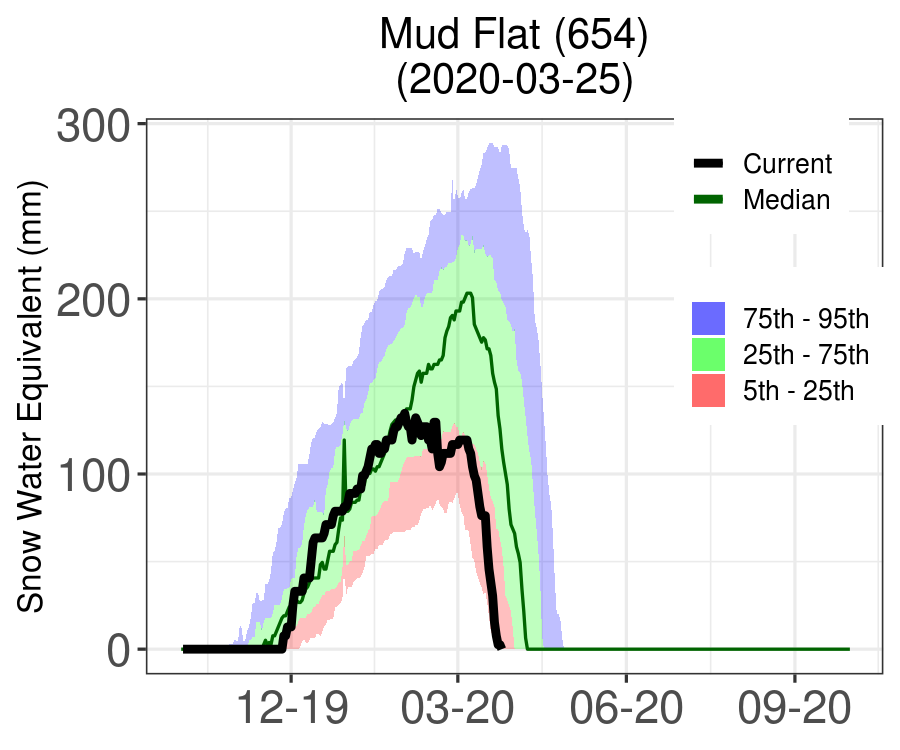 Mud Flat (654)
(2020-03-25)
Snow Water Equivalent (mm)
300
200
100
0
12-19
03-20
06-20
09-20
Current
Median
75th - 95th
25th - 75th
5th - 25th